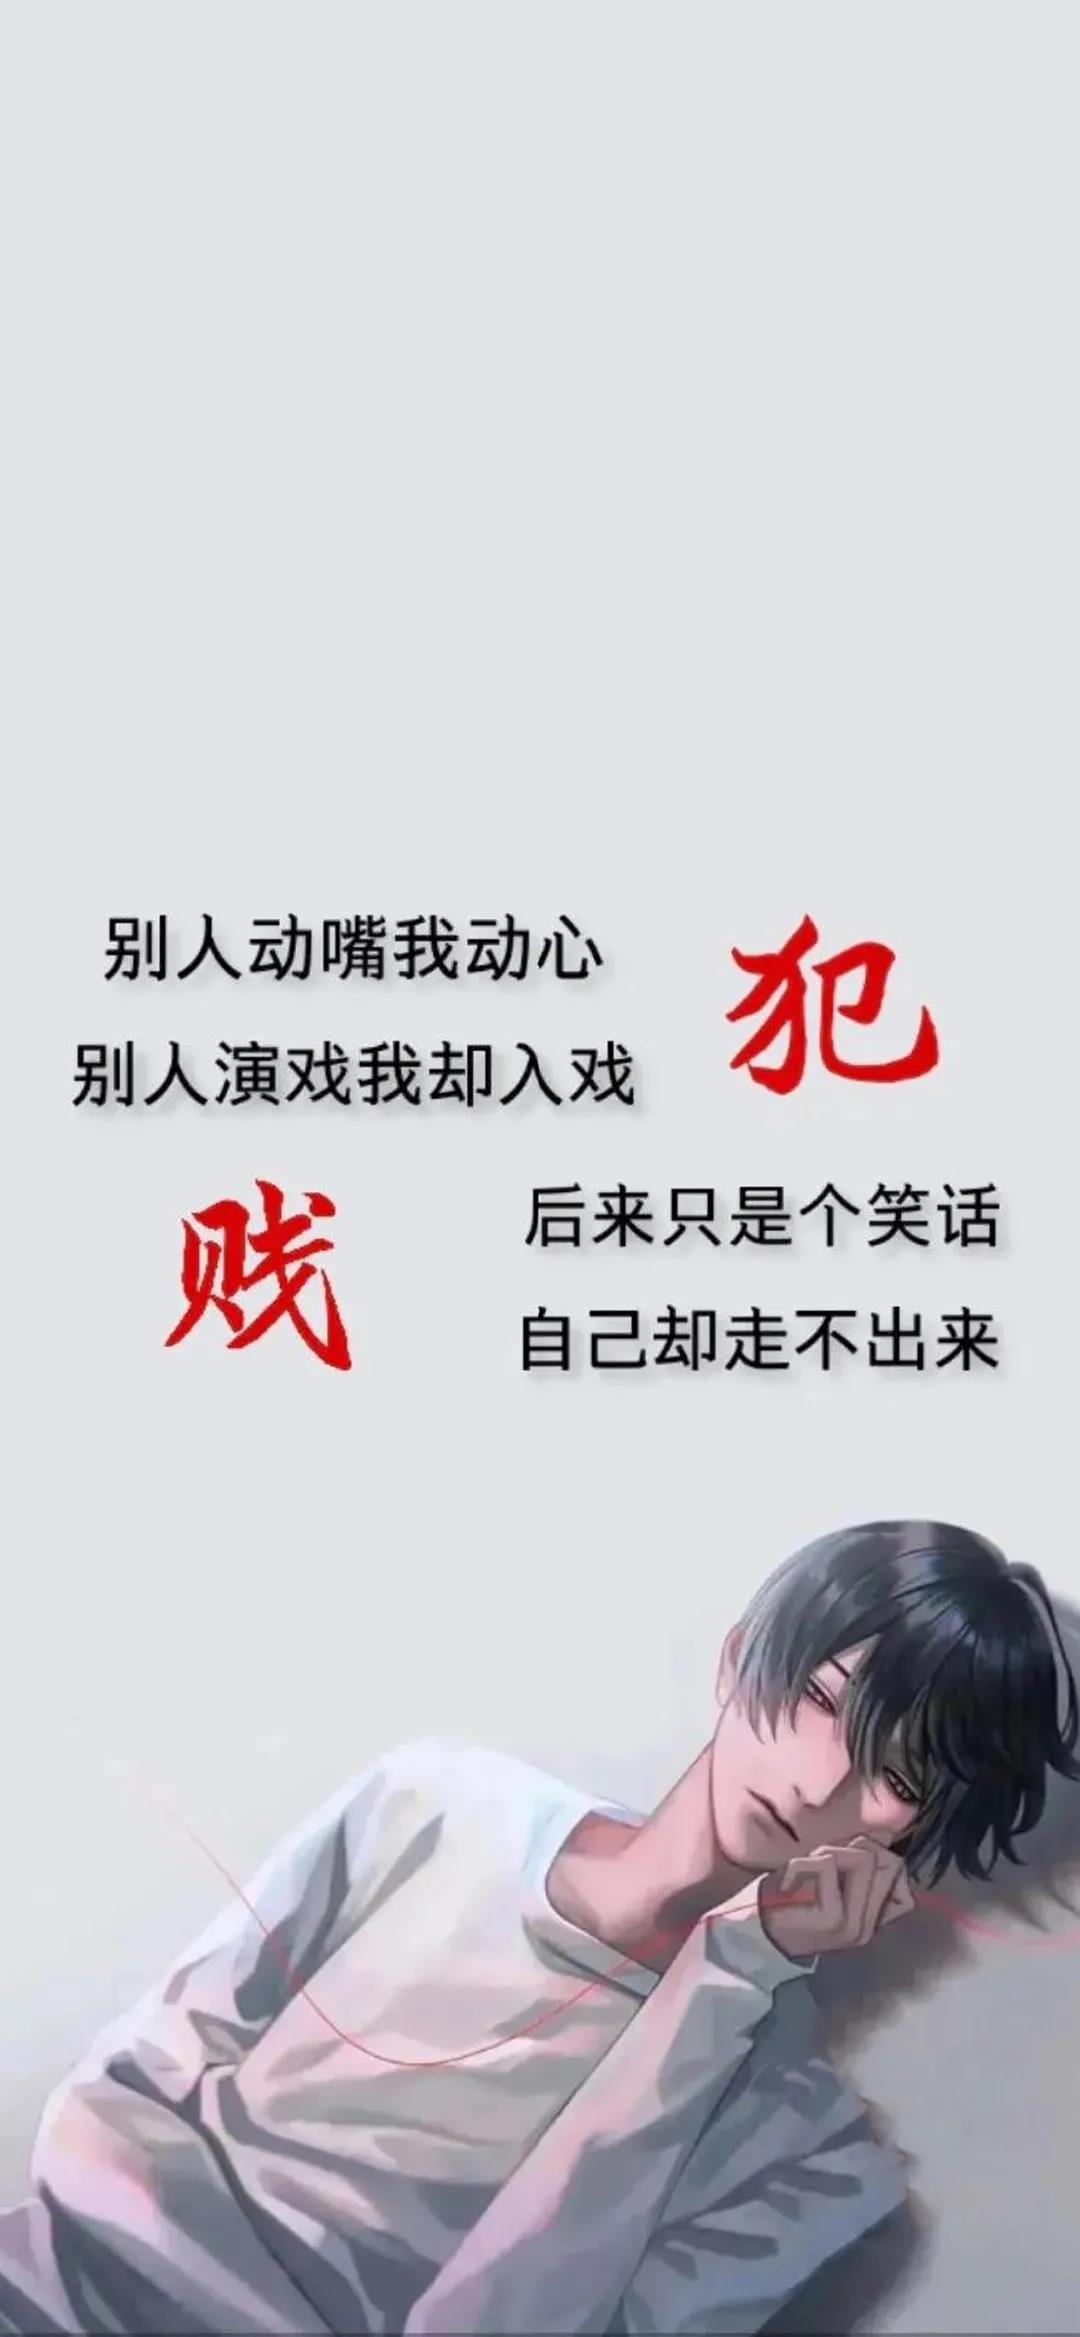 别人动嘴我动心
别人演戏我却入戏
犯
贱
后来只是个笑话
自己却走不出来